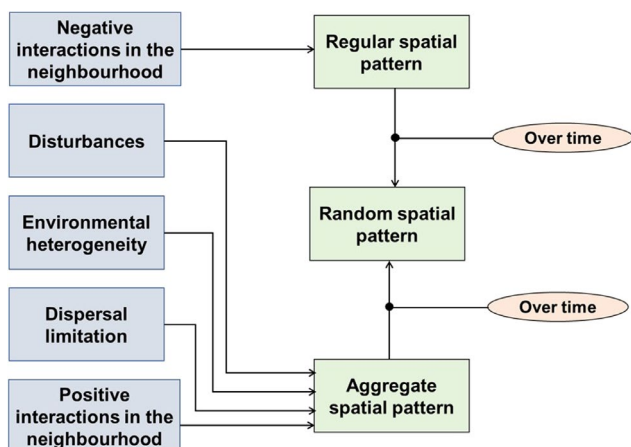 Negative
interactions in the
neighbourhood
Regular spatial
pattern
Disturbances
Over time
Environmental
heterogeneity
Random spatial
pattern
Dispersal
limitation
Over time
Positive
interactions in the
neighbourhood
Aggregate
spatial pattern